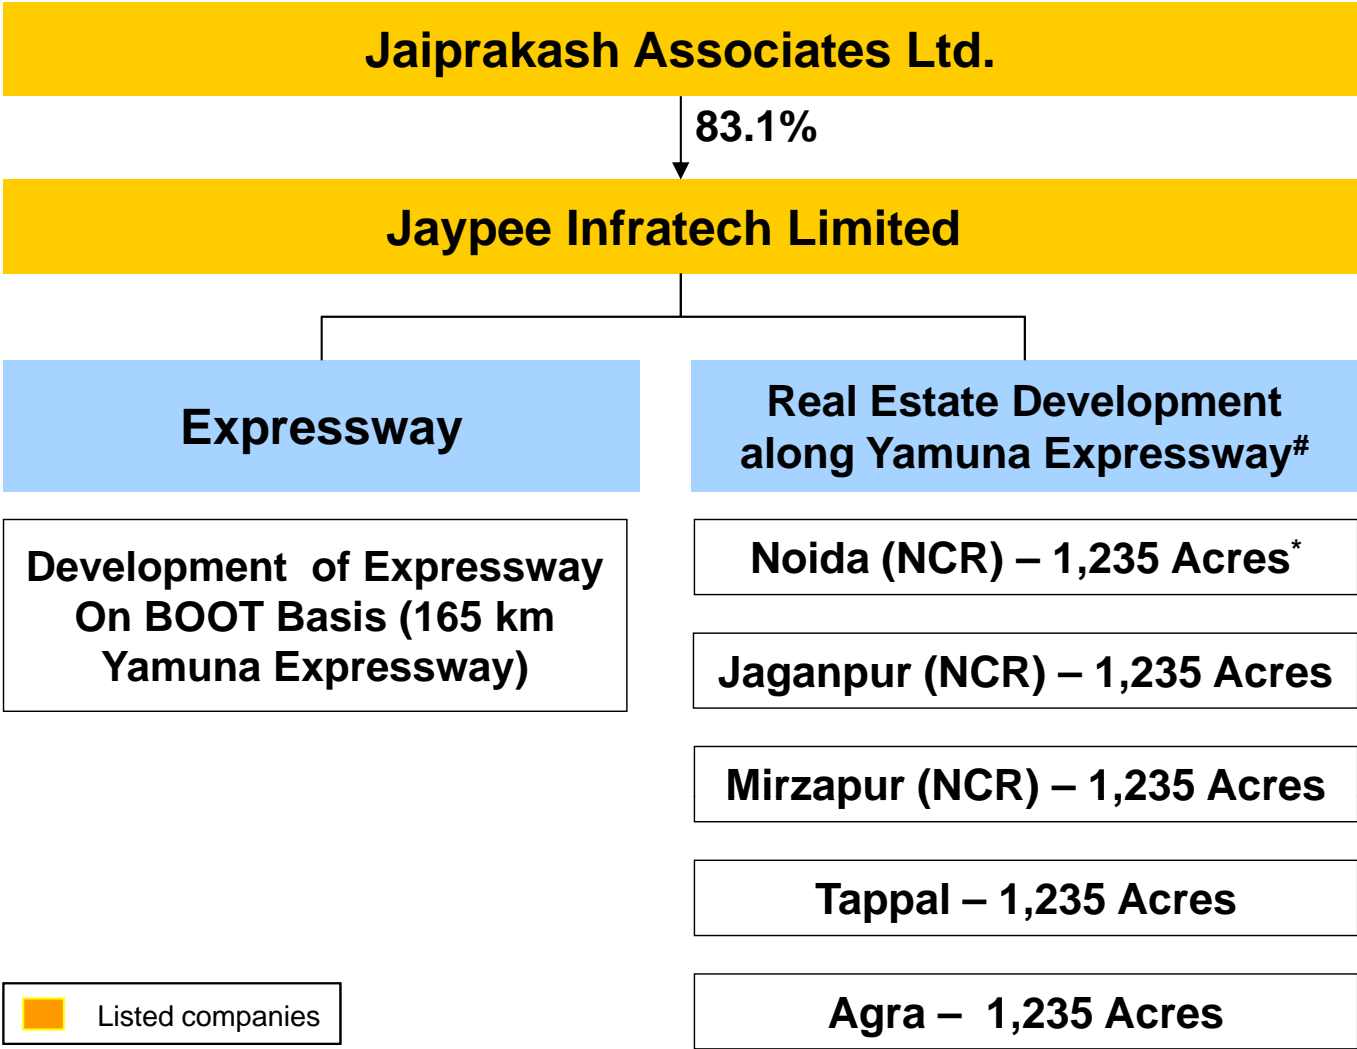 Jaiprakash Associates Ltd.
83.1%
Jaypee Infratech Limited
Expressway
Real Estate Development
along Yamuna Expressway#
Development of Expressway
On BOOT Basis (165 km
Yamuna Expressway)
Noida (NCR) – 1,235 Acres*
Jaganpur (NCR) – 1,235 Acres
Mirzapur (NCR) – 1,235 Acres
Tappal – 1,235 Acres
Agra – 1,235 Acres
Listed companies